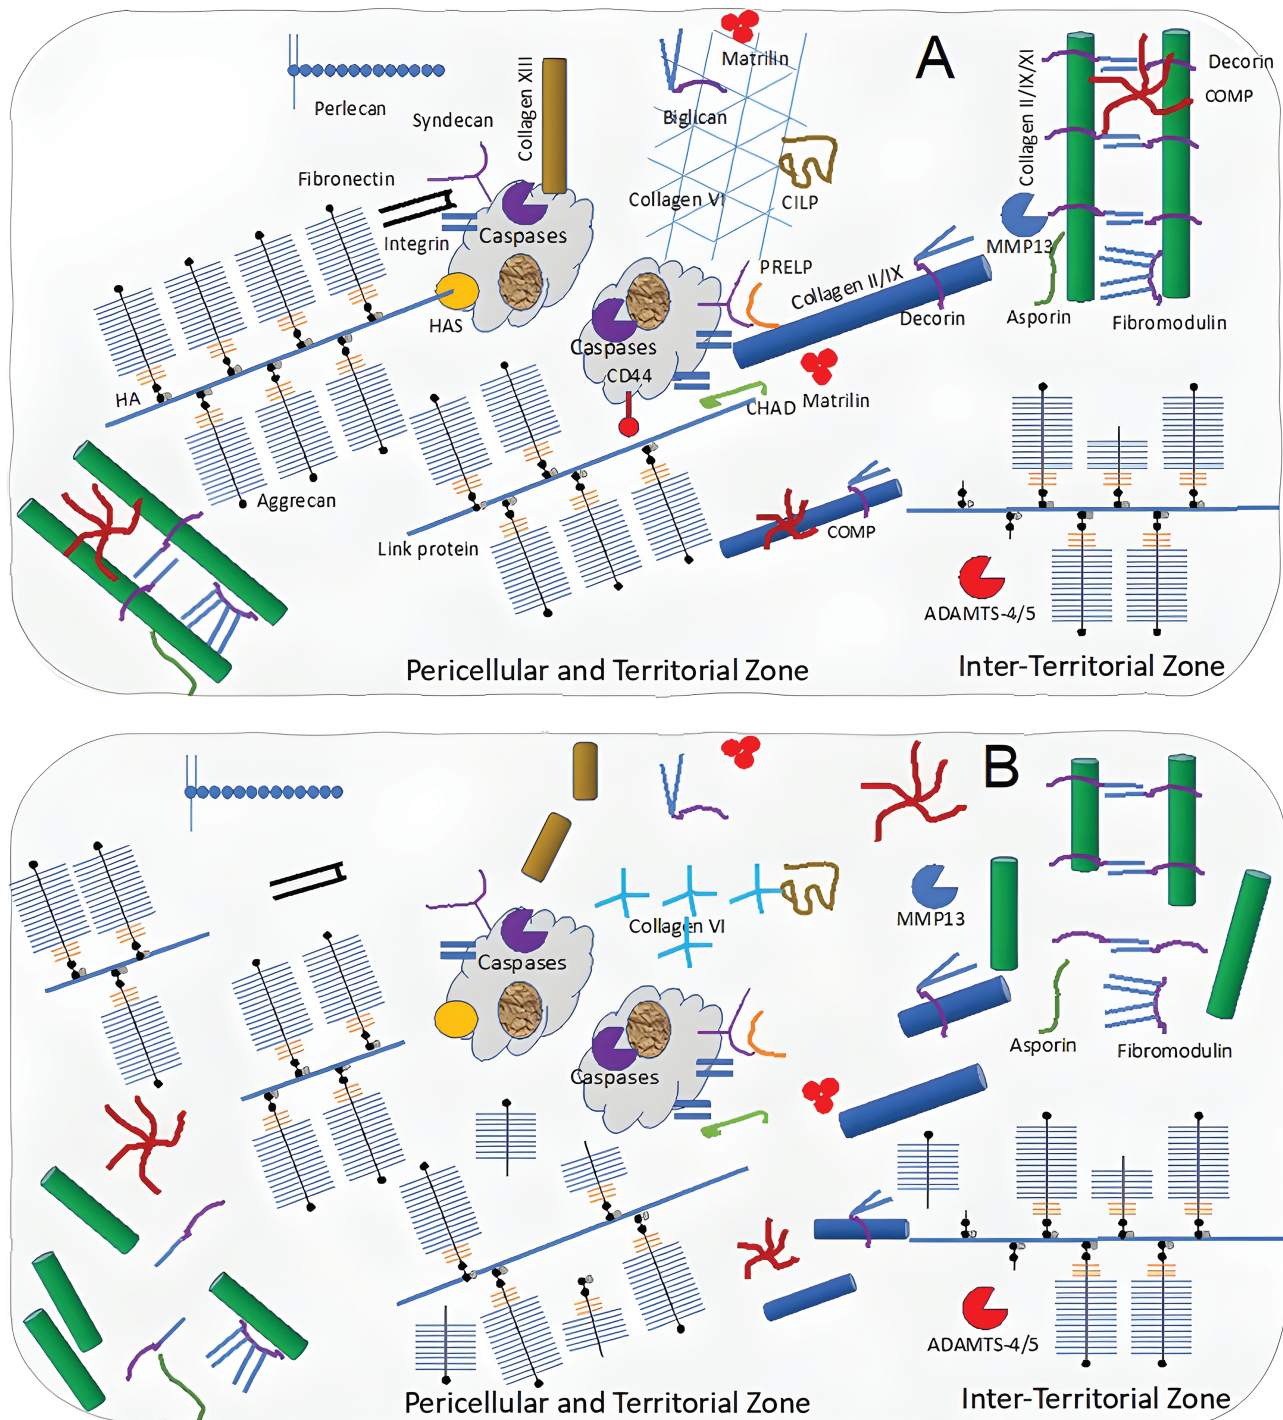 A
Matrilin
Collagen XIII
Collagen II/IX/XI
Decorin
Perlecan
COMP
Syndecan
Biglican
Fibronectin
Collagen VI
CILP
Integrin
Caspases
MMP13
PRELP
Collagen II/IX
HAS
Decorin
Asporin
Fibromodulin
Caspases
CD44
HA
CHAD
Matrilin
Aggrecan
Link protein
COMP
ADAMTS-4/5
Pericellular and Territorial Zone
Inter-Territorial Zone
B
MMP13
Collagen VI
Caspases
Asporin
Fibromodulin
Caspases
ADAMTS-4/5
Pericellular and Territorial Zone
Inter-Territorial Zone